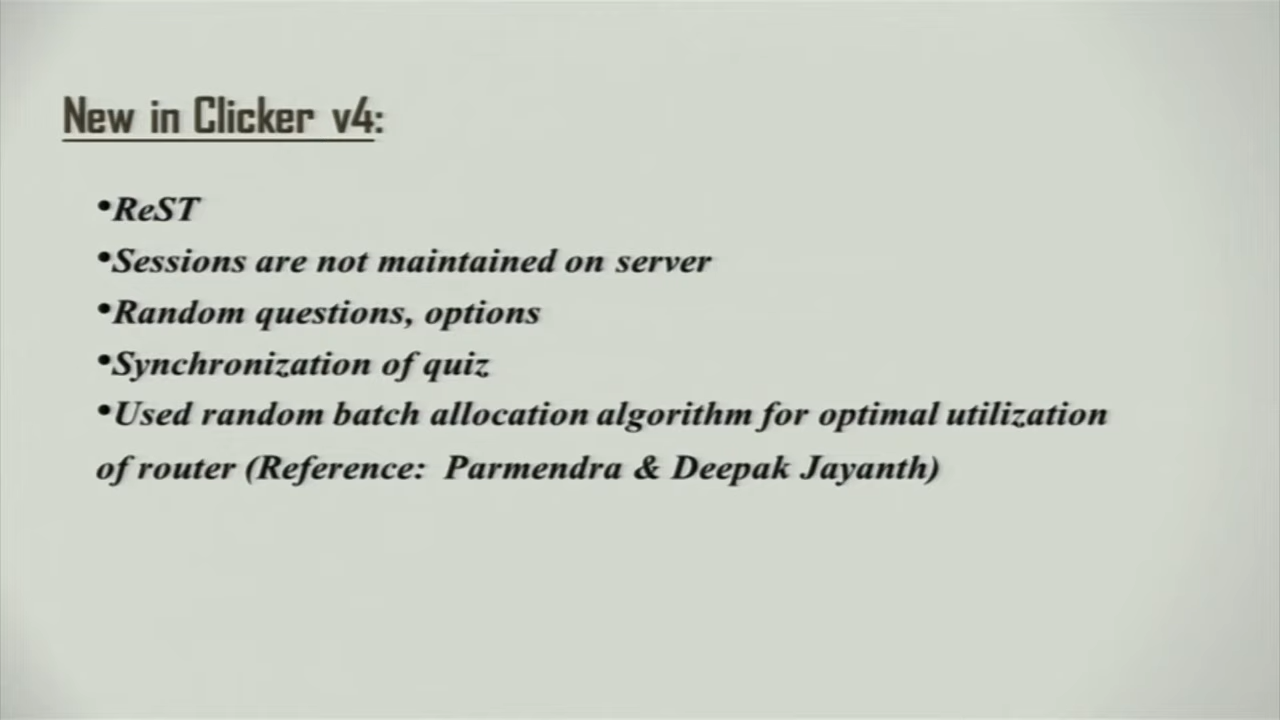 New in Clicker v4:
•ReST
•Sessions are not maintained on server
•Random questions, options
•Synchronization of quiz
•Used random batch allocation algorithm for optimal utilization
of router (Reference: Parmendra & Deepak Jayanth)